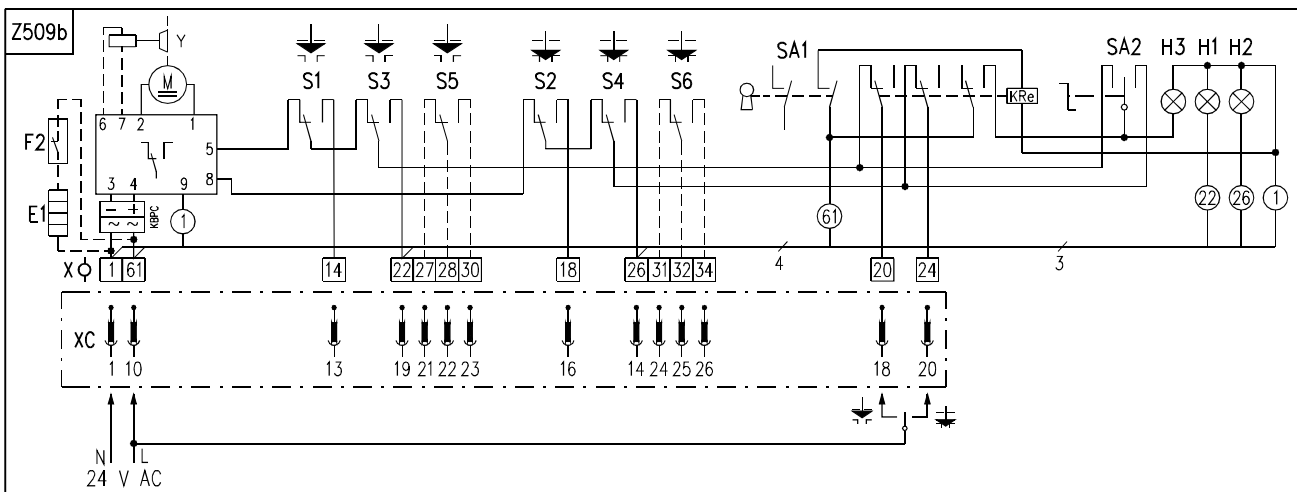 Z509b
Y
M
S1 S3 S5 S2 S4 S6 SA1 SA2 H3 H1 H2
KRe
6 7 2 1
F2
5
8
3 4 9
E1
- +
~ ~
KBPC
1
61 22 26 1
4 3
X 1 61 14 22 27 28 30 18 26 31 32 34 20 24
XC
1 10 13 19 21 22 23 16 14 24 25 26 18 20
N L
24 V AC